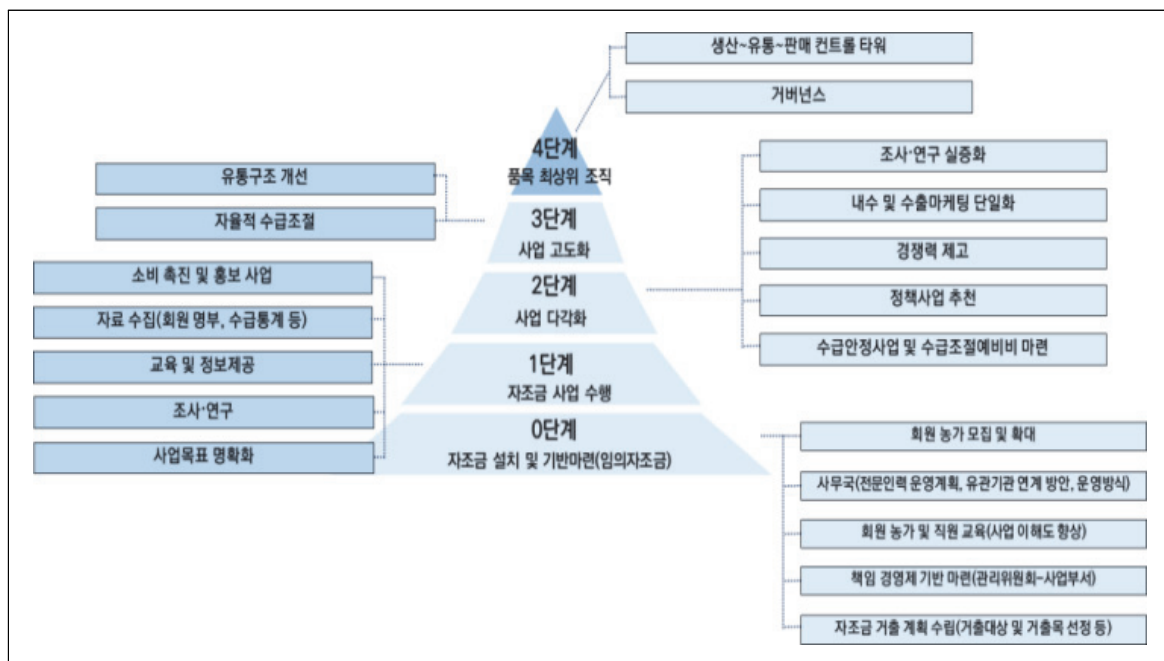 생산~유통~판매 컨트롤 타워
거버넌스
4단계
품목 최상위 조직
유통구조 개선
자율적 수급조절
3단계
사업 고도화
조사·연구 실증화
내수 및 수출마케팅 단일화
경쟁력 제고
정책사업 추천
수급안정사업 및 수급조절예비비 마련
2단계
사업 다각화
소비 촉진 및 홍보 사업
자료 수집(회원 명부, 수급통계 등)
교육 및 정보제공
조사·연구
사업목표 명확화
1단계
자조금 사업 수행
0단계
자조금 설치 및 기반마련(임의자조금)
회원 농가 모집 및 확대
사무국(전문인력 운영계획, 유관기관 연계 방안, 운영방식)
회원 농가 및 직원 교육(사업 이해도 향상)
책임 경영제 기반 마련(관리위원회-사업부서)
자조금 거출 계획 수립(거출대상 및 거출목 선정 등)